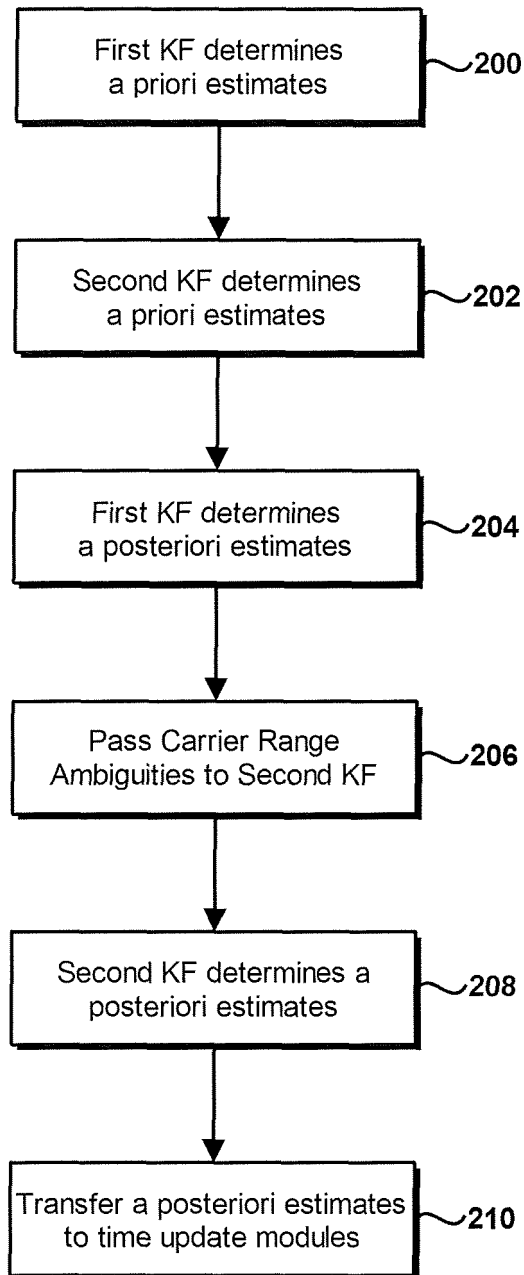 First KF determines
a priori estimates
200
Second KF determines
a priori estimates
202
First KF determines
a posteriori estimates
204
Pass Carrier Range
Ambiguities to Second KF
206
Second KF determines a
posteriori estimates
208
Transfer a posteriori estimates
to time update modules
210